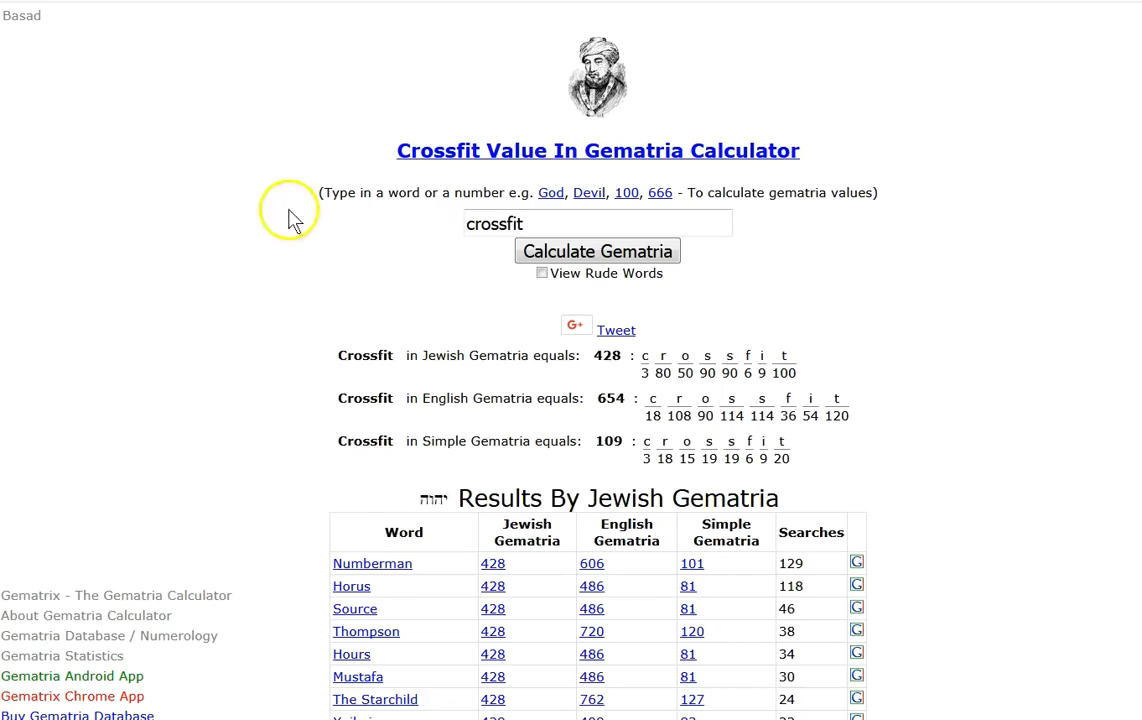 Basad
Crossfit Value In Gematria Calculator
(Type in a word or a number e.g. God, Devil, 100, 666 - To calculate gematria values)
crossfit
Calculate Gematria
View Rude Words
G+ Tweet
Crossfit in Jewish Gematria equals: 428 : c r o s s f i t
3 80 50 90 90 6 9 100
Crossfit in English Gematria equals: 654 : c r o s s f i t
18 108 90 114 114 36 54 120
Crossfit in Simple Gematria equals: 109 : c r o s s f i t
3 18 15 19 19 6 9 20
יהוה Results By Jewish Gematria
Word Jewish Gematria English Gematria Simple Gematria Searches
Numberman 428 606 101 129 G
Horus 428 486 81 118 G
Source 428 486 81 46 G
Thompson 428 720 120 38 G
Hours 428 486 81 34 G
Mustafa 428 486 81 30 G
The Starchild 428 762 127 24 G
Gematrix - The Gematria Calculator
About Gematria Calculator
Gematria Database / Numerology
Gematria Statistics
Gematria Android App
Gematrix Chrome App
Buy Gematria Database